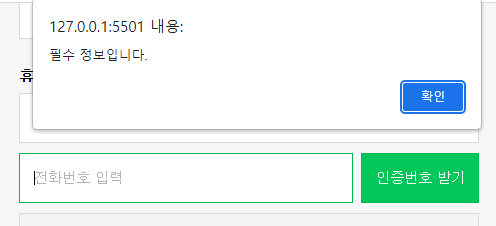 127.0.0.1:5501 내용:
필수 정보입니다.
확인
휴
전화번호 입력
인증번호 받기